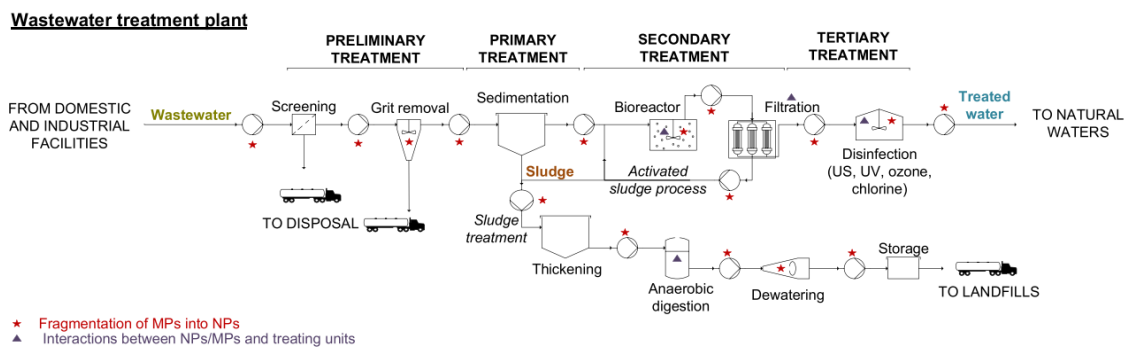 Wastewater treatment plant
PRELIMINARY
TREATMENT
PRIMARY
TREATMENT
SECONDARY
TREATMENT
TERTIARY
TREATMENT
FROM DOMESTIC
AND INDUSTRIAL
FACILITIES
Wastewater
Screening
Grit removal
Sedimentation
Bioreactor
Filtration
Treated
water
TO NATURAL
WATERS
Disinfection
(US, UV, ozone,
chlorine)
Sludge
Activated
sludge process
TO DISPOSAL
Sludge
treatment
Thickening
Anaerobic
digestion
Dewatering
Storage
TO LANDFILLS
Fragmentation of MPs into NPs
Interactions between NPs/MPs and treating units